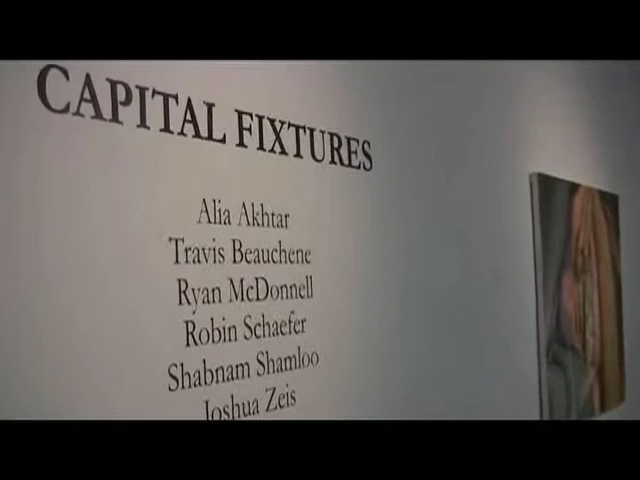 CAPITAL FIXTURES
Alia Akhtar
Travis Beauchene
Ryan McDonnell
Robin Schaefer
Shabnam Shamloo
Joshua Zeis